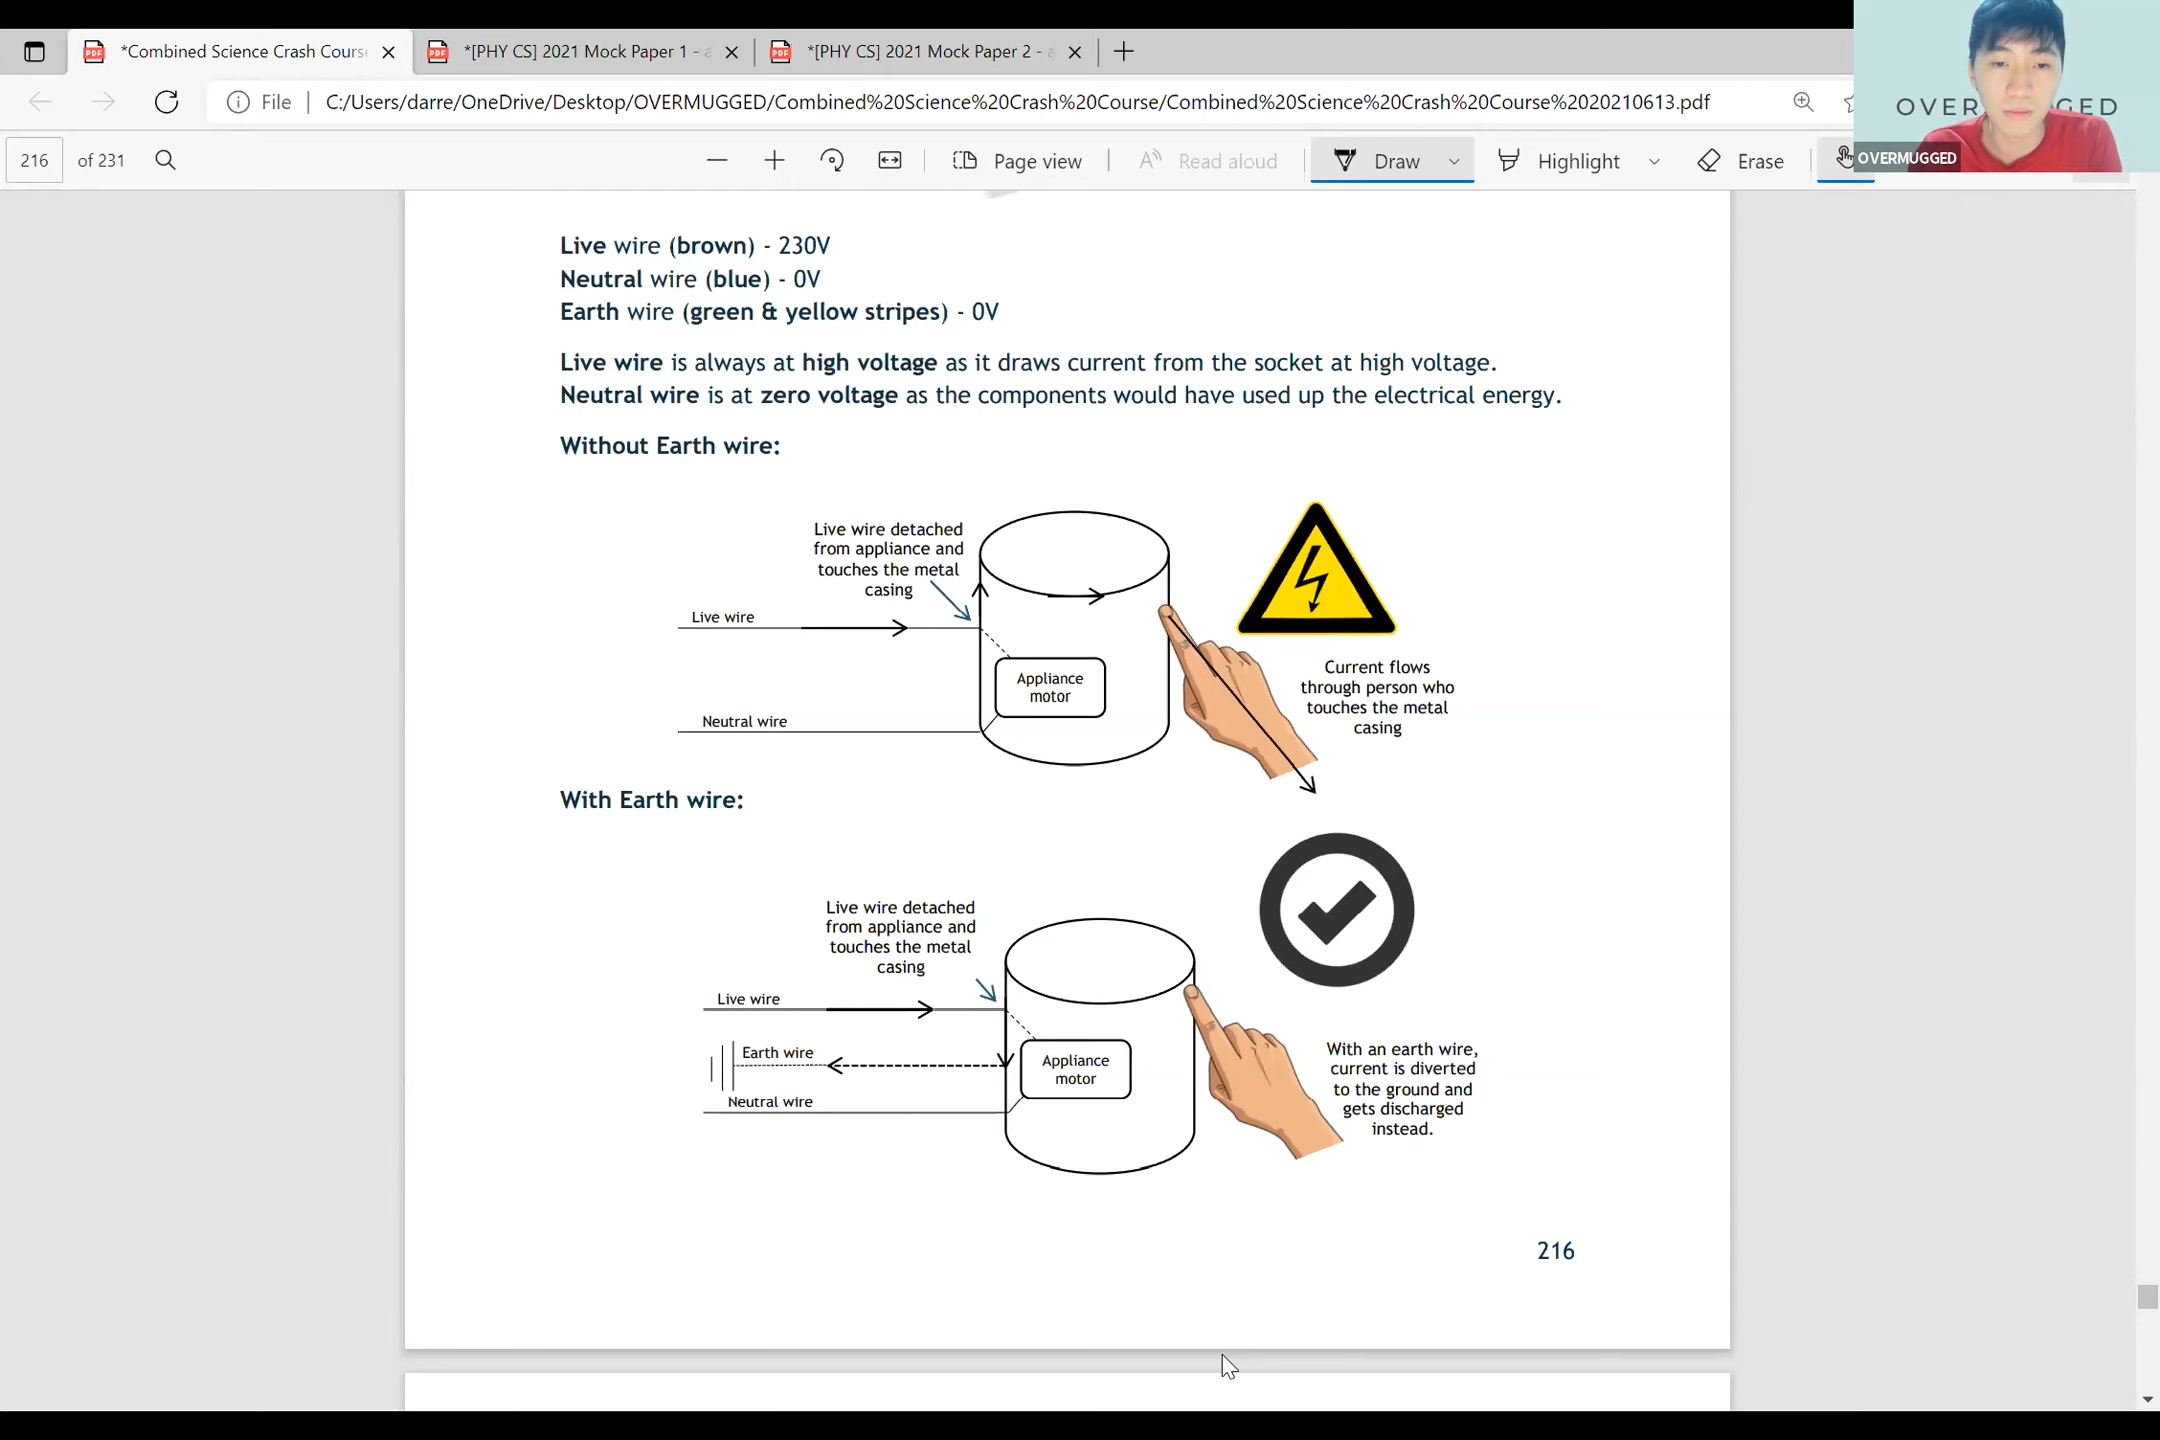 *Combined Science Crash Cours
*[PHY CS] 2021 Mock Paper 1 -
*[PHY CS] 2021 Mock Paper 2 -
File
C:/Users/darre/OneDrive/Desktop/OVERMUGGED/Combined%20Science%20Crash%20Course/Combined%20Science%20Crash%20Course%2020210613.pdf
OVERMUGGED
216 of 231
Page view
Read aloud
Draw
Highlight
Erase
OVERMUGGED
Live wire (brown) - 230V
Neutral wire (blue) - 0V
Earth wire (green & yellow stripes) - 0V
Live wire is always at high voltage as it draws current from the socket at high voltage.
Neutral wire is at zero voltage as the components would have used up the electrical energy.
Without Earth wire:
Live wire detached
from appliance and
touches the metal
casing
Live wire
Appliance
motor
Neutral wire
Current flows
through person who
touches the metal
casing
With Earth wire:
Live wire detached
from appliance and
touches the metal
casing
Live wire
Earth wire
Neutral wire
Appliance
motor
With an earth wire,
current is diverted
to the ground and
gets discharged
instead.
216